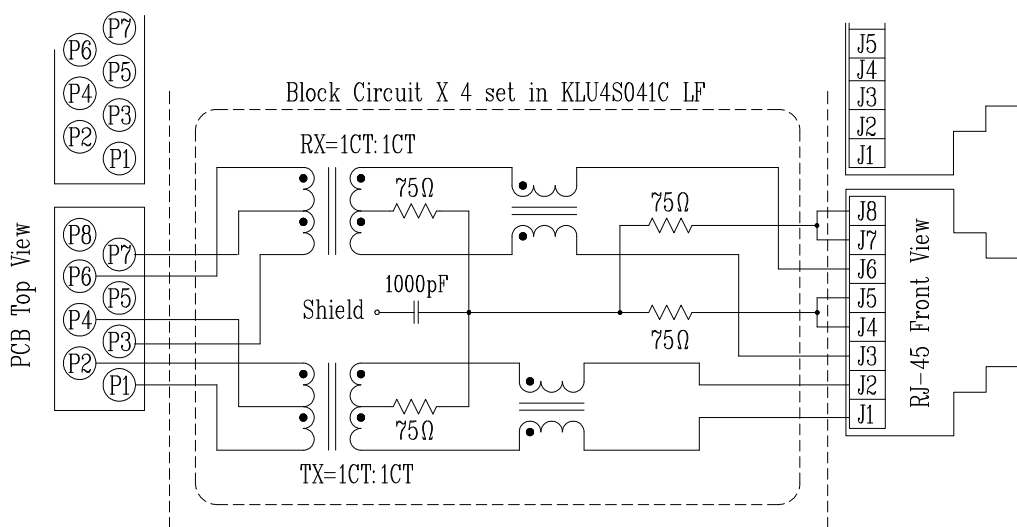 P7
P6
P5
P4
P3
P2
P1
J5
J4
J3
J2
J1
Block Circuit X 4 set in KLU4S041C LF
RX=1CT:1CT
75Ω
75Ω
1000pF
Shield
75Ω
75Ω
TX=1CT:1CT
PCB Top View
P8
P7
P6
P5
P4
P3
P2
P1
J8
J7
J6
J5
J4
J3
J2
J1
RJ-45 Front View